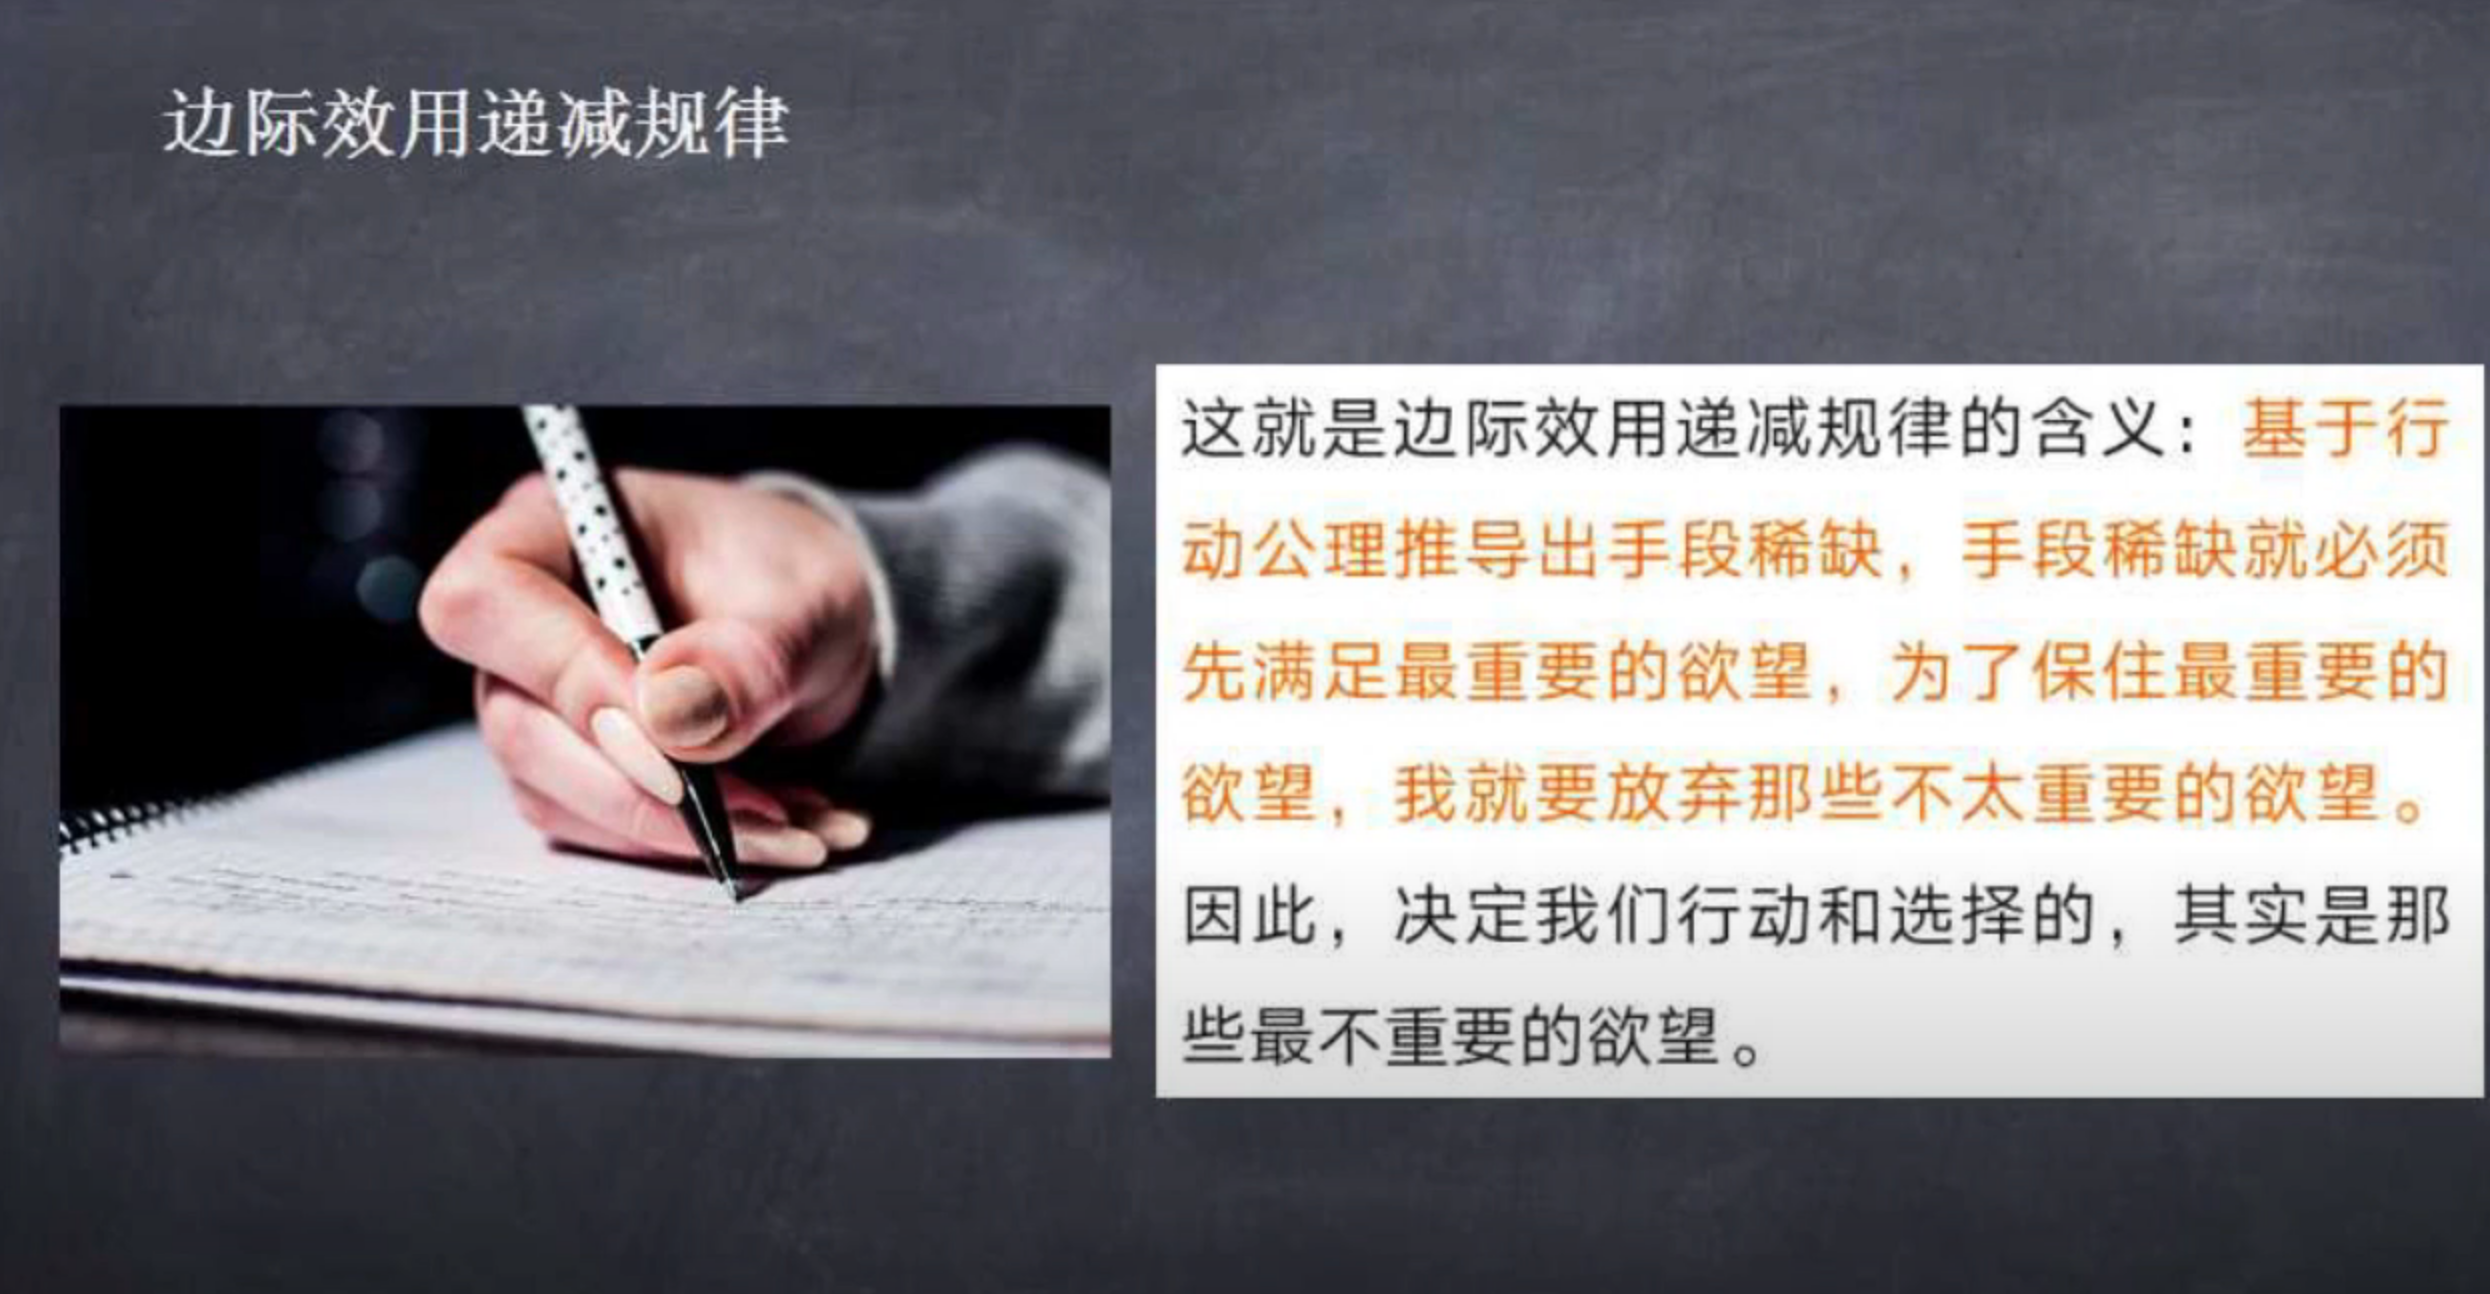 边际效用递减规律
这就是边际效用递减规律的含义：基于行
动公理推导出手段稀缺，手段稀缺就必须
先满足最重要的欲望，为了保住最重要的
欲望，我就要放弃那些不太重要的欲望。
因此，决定我们行动和选择的，其实是那
些最不重要的欲望。